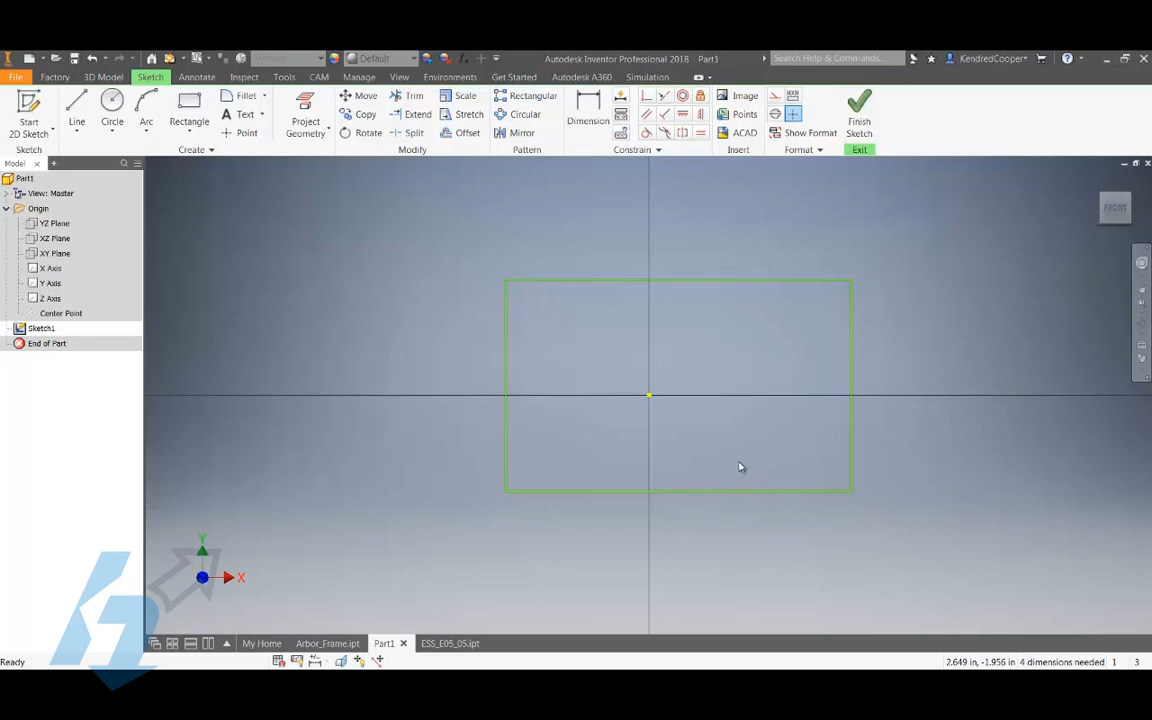 Default
Autodesk Inventor Professional 2018 Part1
Search Help & Commands...
KendredCooper
File Factory 3D Model Sketch Annotate Inspect Tools CAM Manage View Environments Get Started Autodesk A360 Simulation
Start
2D Sketch
Line
Circle
Arc
Rectangle
Fillet
Text
Point
Project
Geometry
Move
Copy
Rotate
Trim
Extend
Split
Scale
Stretch
Offset
Rectangular
Circular
Mirror
Dimension
Image
Points
ACAD
Show Format
Finish
Sketch
Sketch Create Modify Pattern Constrain Insert Format Exit
Model
Part1
View: Master
Origin
YZ Plane
XZ Plane
XY Plane
X Axis
Y Axis
Z Axis
Center Point
Sketch1
End of Part
FRONT
Y
X
My Home Arbor_Frame.ipt Part1 ESS_E05_05.ipt
Ready
2.649 in, -1.956 in 4 dimensions needed 1 3